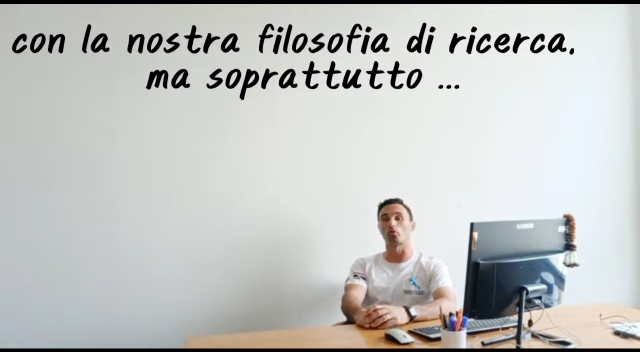 con la nostra filosofia di ricerca,
ma soprattutto ...